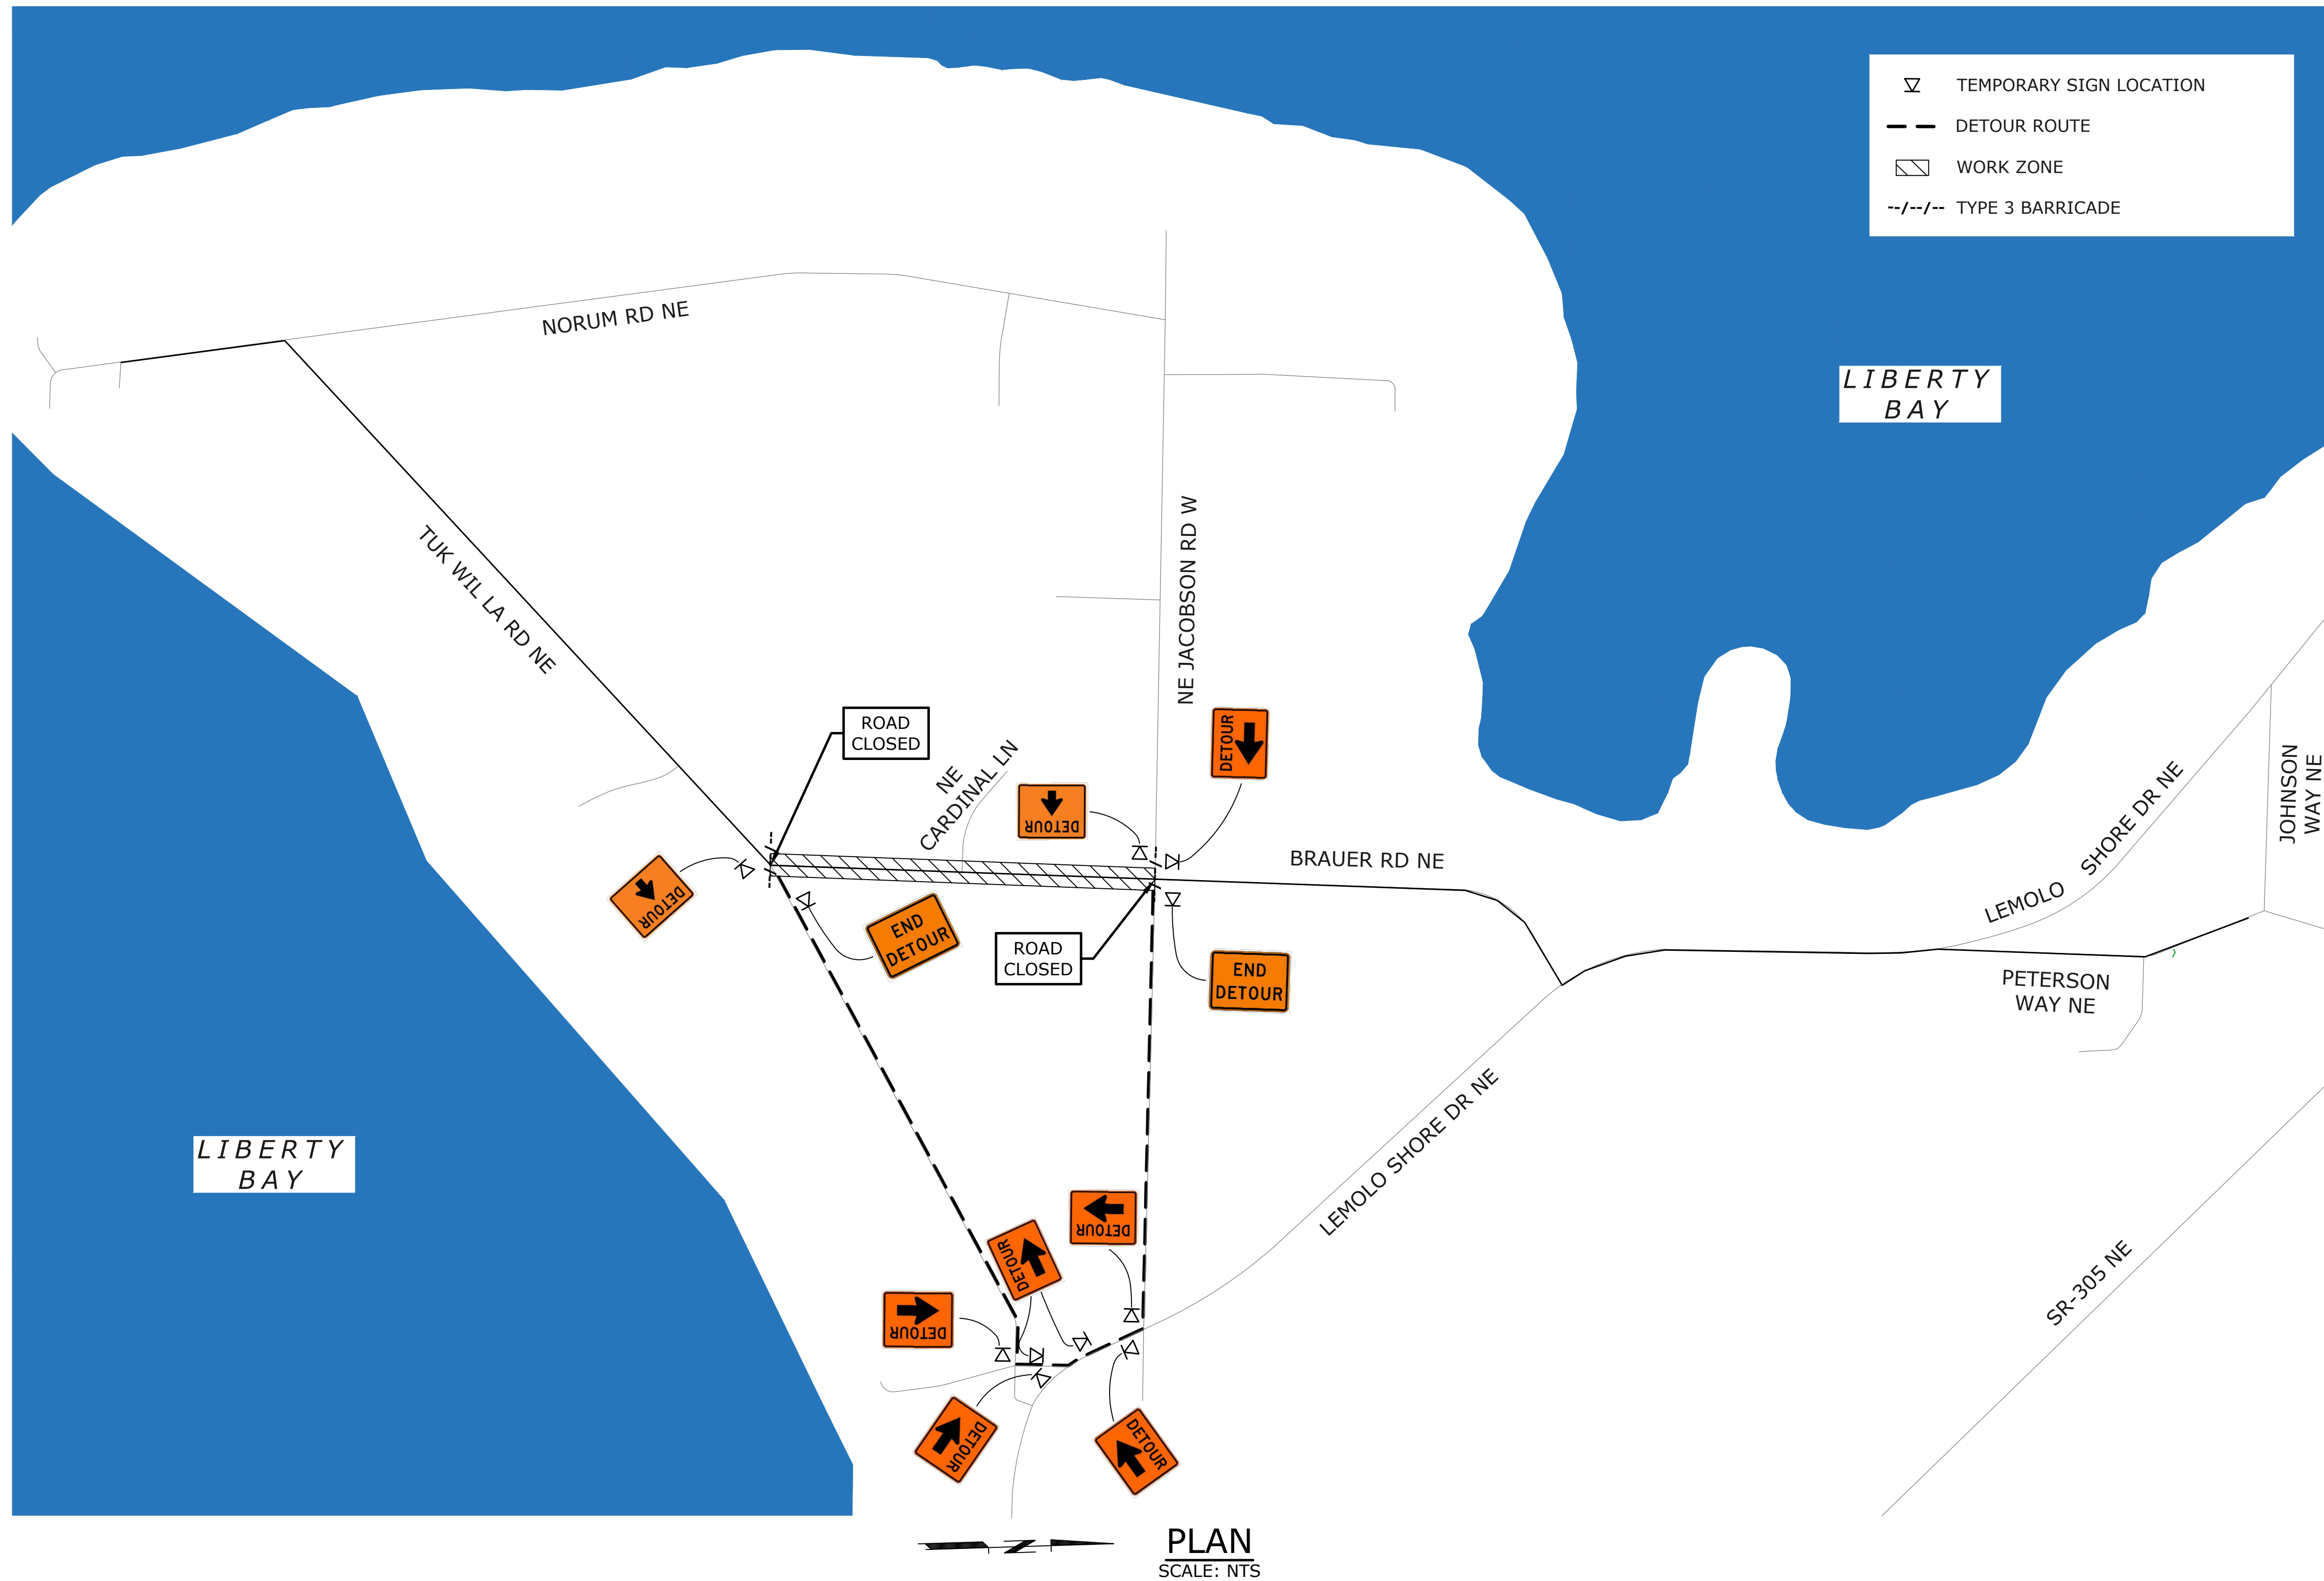 TEMPORARY SIGN LOCATION
DETOUR ROUTE
WORK ZONE
--/--/-- TYPE 3 BARRICADE
NORUM RD NE
LIBERTY
BAY
TUK WIL LA RD NE
NE JACOBSON RD W
ROAD
CLOSED
NE
CARDINAL LN
DETOUR
DETOUR
BRAUER RD NE
DETOUR
END
DETOUR
ROAD
CLOSED
END
DETOUR
LEMOLO SHORE DR NE
JOHNSON
WAY NE
PETERSON
WAY NE
LEMOLO SHORE DR NE
LIBERTY
BAY
DETOUR
DETOUR
DETOUR
DETOUR
DETOUR
SR-305 NE
N
PLAN
SCALE: NTS